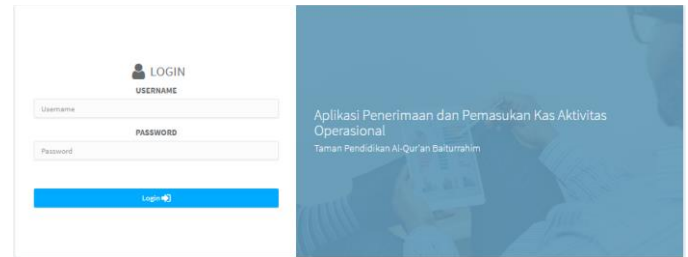 LOGIN
USERNAME
Username
PASSWORD
Password
Login
Aplikasi Penerimaan dan Pemasukan Kas Aktivitas
Operasional
Taman Pendidikan Al-Qur'an Baiturrahim